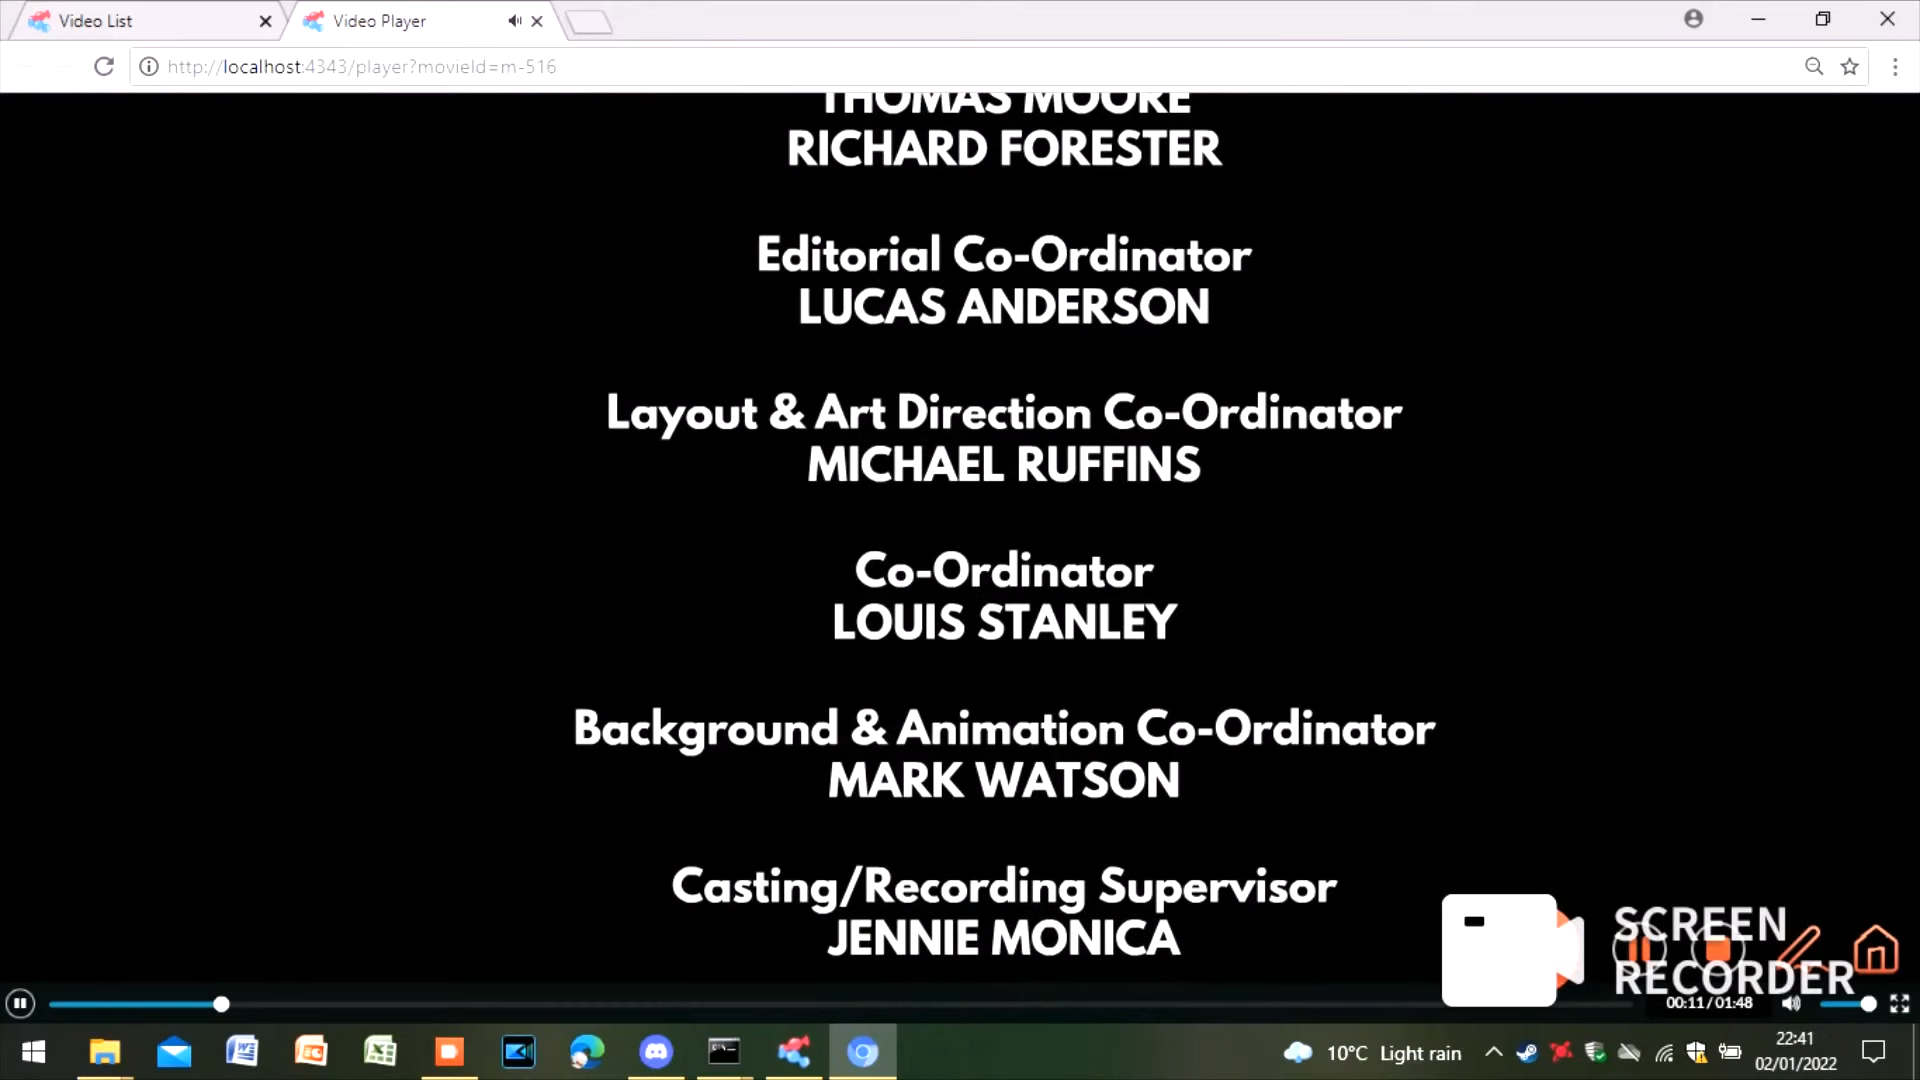 Video List
Video Player
http://localhost:4343/player?movieId=m-516
THOMAS MOORE
RICHARD FORESTER
Editorial Co-Ordinator
LUCAS ANDERSON
Layout & Art Direction Co-Ordinator
MICHAEL RUFFINS
Co-Ordinator
LOUIS STANLEY
Background & Animation Co-Ordinator
MARK WATSON
Casting/Recording Supervisor
JENNIE MONICA
SCREEN
RECORDER
00:11 / 01:48
10°C Light rain
22:41
02/01/2022